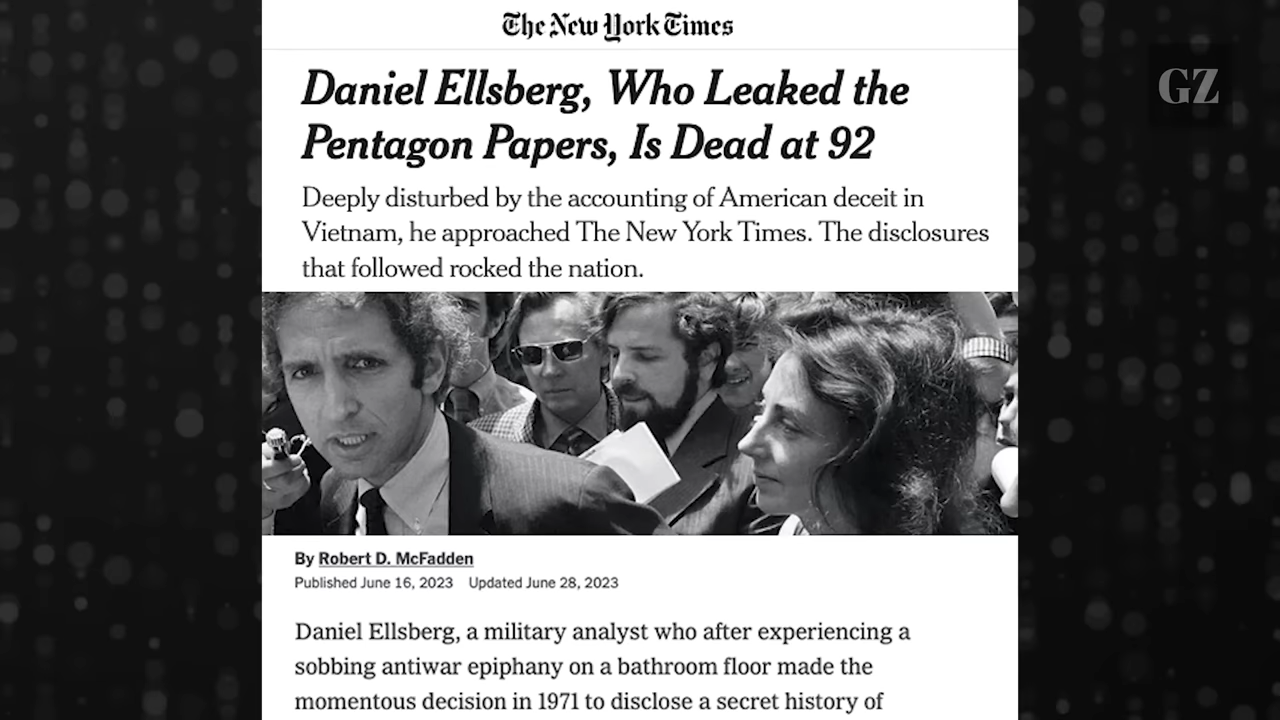 The New York Times
GZ
Daniel Ellsberg, Who Leaked the
Pentagon Papers, Is Dead at 92
Deeply disturbed by the accounting of American deceit in
Vietnam, he approached The New York Times. The disclosures
that followed rocked the nation.
By Robert D. McFadden
Published June 16, 2023 Updated June 28, 2023
Daniel Ellsberg, a military analyst who after experiencing a
sobbing antiwar epiphany on a bathroom floor made the
momentous decision in 1971 to disclose a secret history of